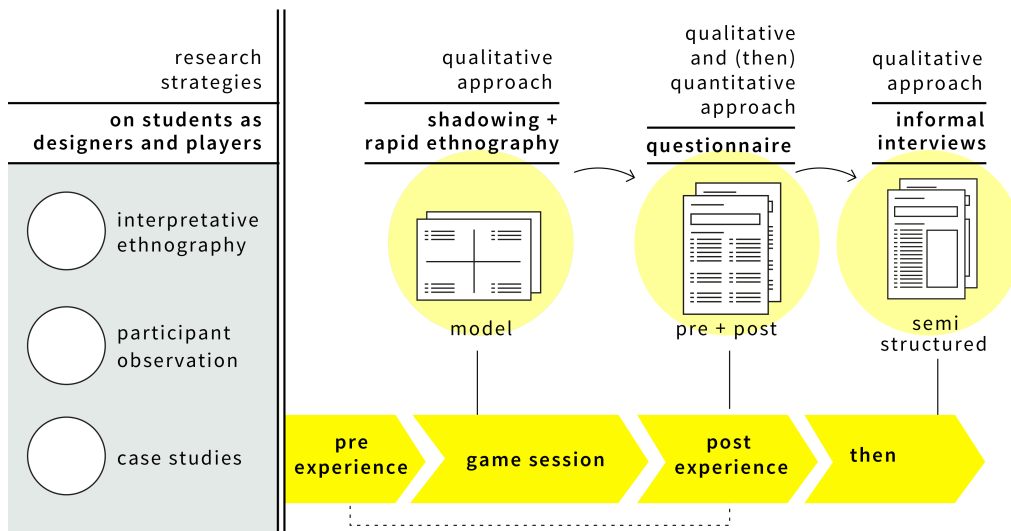 research
strategies
on students as
designers and players
interpretative
ethnography
participant
observation
case studies
qualitative
approach
shadowing +
rapid ethnography
model
qualitative
and (then)
quantitative
approach
questionnaire
pre + post
qualitative
approach
informal
interviews
semi
structured
pre
experience
game session
post
experience
then